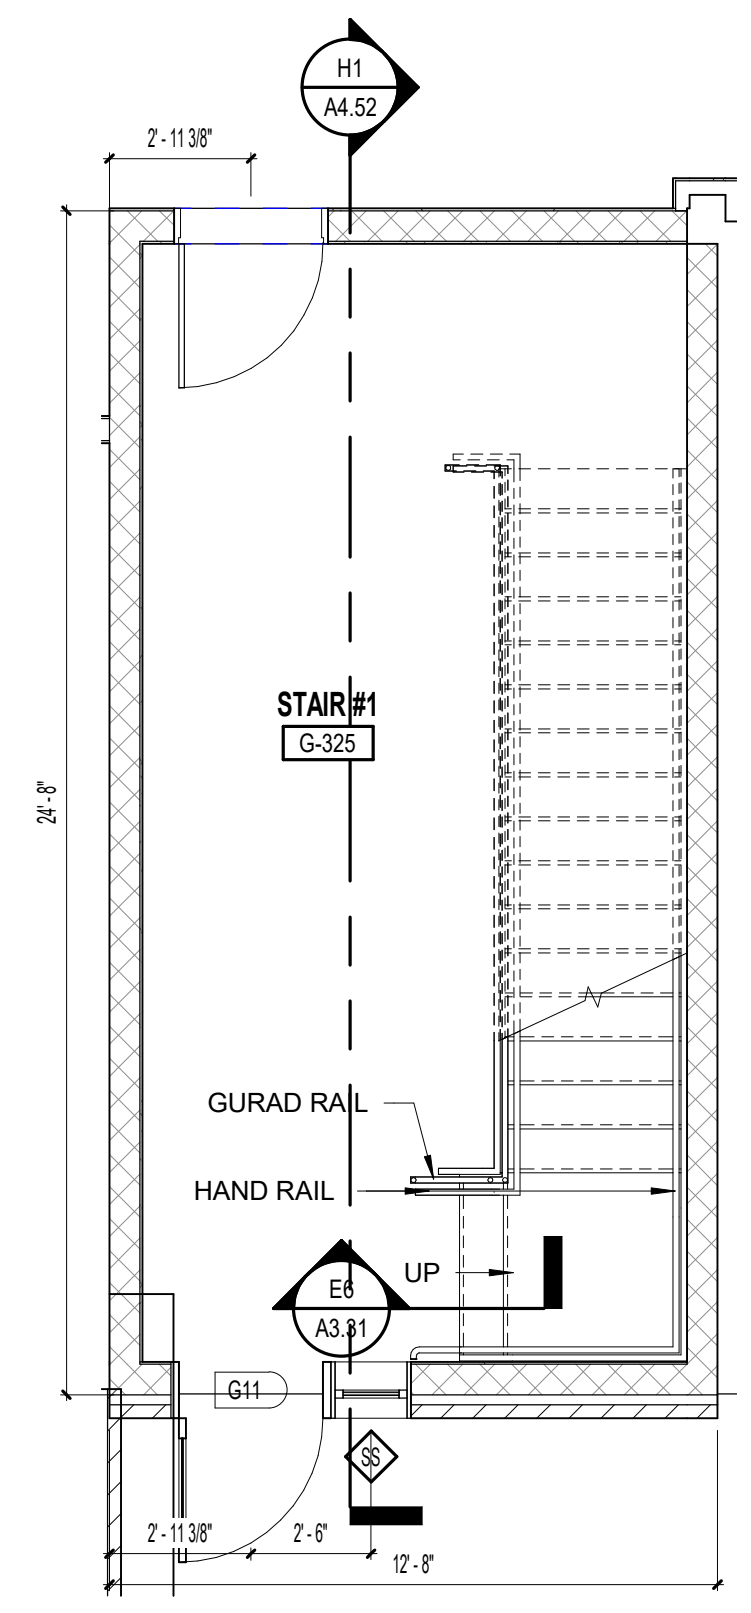 H1
A4.52
2' - 11 3/8"
STAIR #1
G-325
24' - 8"
GURAD RAIL
HAND RAIL
UP
E6
A3.31
G11
SS
2' - 11 3/8"
2' - 6"
12' - 8"